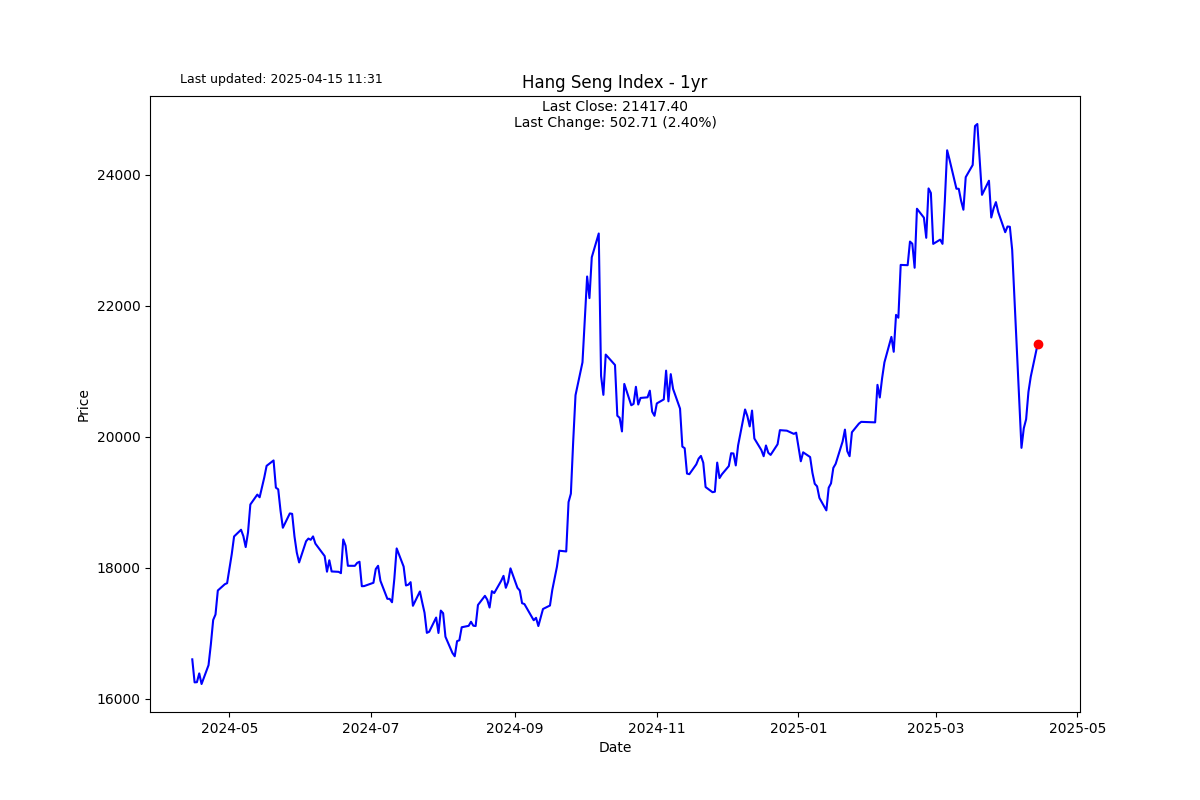 Last updated: 2025-04-15 11:31
Hang Seng Index - 1yr
Last Close: 21417.40
Last Change: 502.71 (2.40%)
Price
24000
22000
20000
18000
16000
2024-05
2024-07
2024-09
2024-11
2025-01
2025-03
2025-05
Date